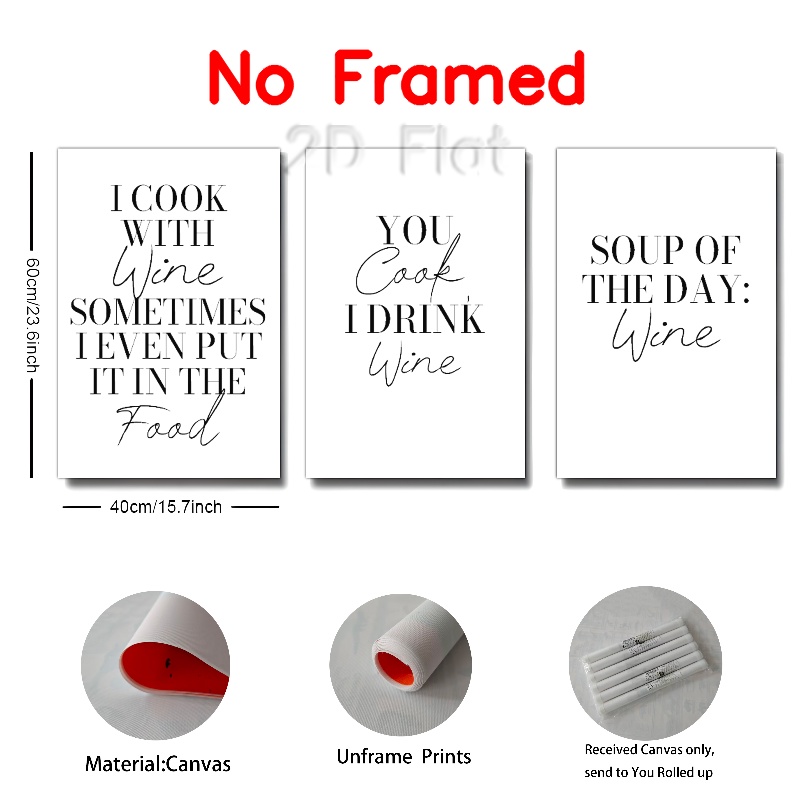 No Framed
2D Flat
I COOK
WITH
Wine
SOMETIMES
I EVEN PUT
IT IN THE
Food
YOU
Cook,
I DRINK
Wine
SOUP OF
THE DAY:
Wine
60cm/23.6inch
40cm/15.7inch
Material:Canvas
Unframe Prints
Received Canvas only,
send to You Rolled up